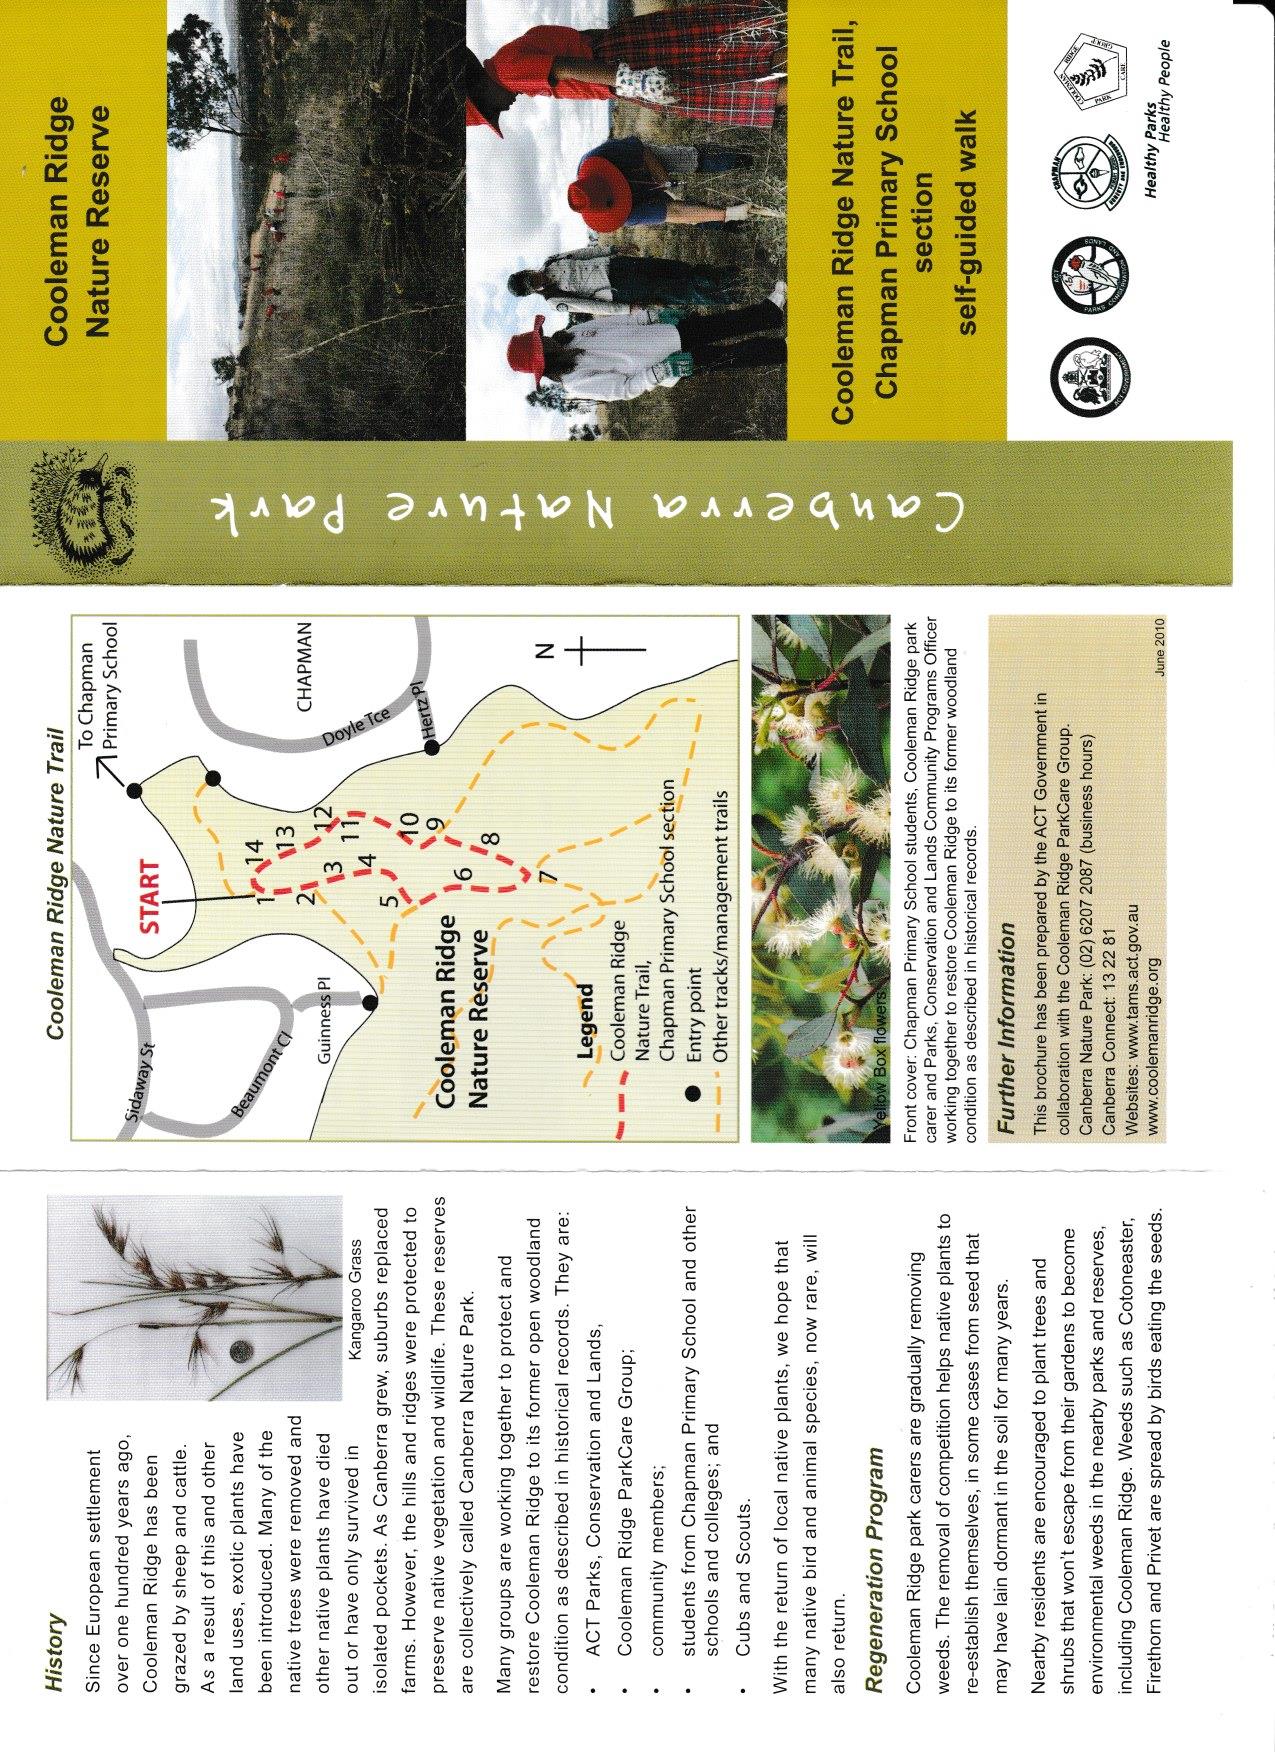 History
Since European settlement
over one hundred years ago,
Cooleman Ridge has been
grazed by sheep and cattle.
As a result of this and other
land uses, exotic plants have
been introduced. Many of the
native trees were removed and
other native plants have died
out or have only survived in
isolated pockets. As Canberra grew, suburbs replaced
farms. However, the hills and ridges were protected to
preserve native vegetation and wildlife. These reserves
are collectively called Canberra Nature Park.
Kangaroo Grass
Many groups are working together to protect and
restore Cooleman Ridge to its former open woodland
condition as described in historical records. They are:
• ACT Parks, Conservation and Lands,
• Cooleman Ridge ParkCare Group;
• community members;
• students from Chapman Primary School and other
schools and colleges; and
• Cubs and Scouts.
With the return of local native plants, we hope that
many native bird and animal species, now rare, will
also return.
Regeneration Program
Cooleman Ridge park carers are gradually removing
weeds. The removal of competition helps native plants to
re-establish themselves, in some cases from seed that
may have lain dormant in the soil for many years.
Nearby residents are encouraged to plant trees and
shrubs that won't escape from their gardens to become
environmental weeds in the nearby parks and reserves,
including Cooleman Ridge. Weeds such as Cotoneaster,
Firethorn and Privet are spread by birds eating the seeds.
Cooleman Ridge Nature Trail
To Chapman
Primary School
START
Sidaway St
Beaumont Cl
Guinness Pl
CHAPMAN
Doyle Tce
Hertz Pl
1
14
2
13
3
12
4
11
5
10
9
6
8
7
N
Cooleman Ridge
Nature Reserve
Legend
Cooleman Ridge
Nature Trail,
Chapman Primary School section
Entry point
Other tracks/management trails
Yellow Box flowers
Front cover: Chapman Primary School students, Cooleman Ridge park
carer and Parks, Conservation and Lands Community Programs Officer
working together to restore Cooleman Ridge to its former woodland
condition as described in historical records.
Further Information
This brochure has been prepared by the ACT Government in
collaboration with the Cooleman Ridge ParkCare Group.
Canberra Nature Park: (02) 6207 2087 (business hours)
Canberra Connect: 13 22 81
Websites: www.tams.act.gov.au
www.coolemanridge.org
June 2010
Canberra Nature Park
Cooleman Ridge
Nature Reserve
Cooleman Ridge Nature Trail,
Chapman Primary School
section
self-guided walk
ACT GOVERNMENT
ACT PARKS CONSERVATION AND LANDS
CHAPMAN
COOLEMAN RIDGE PARK CARE GROUP
Healthy Parks
Healthy People